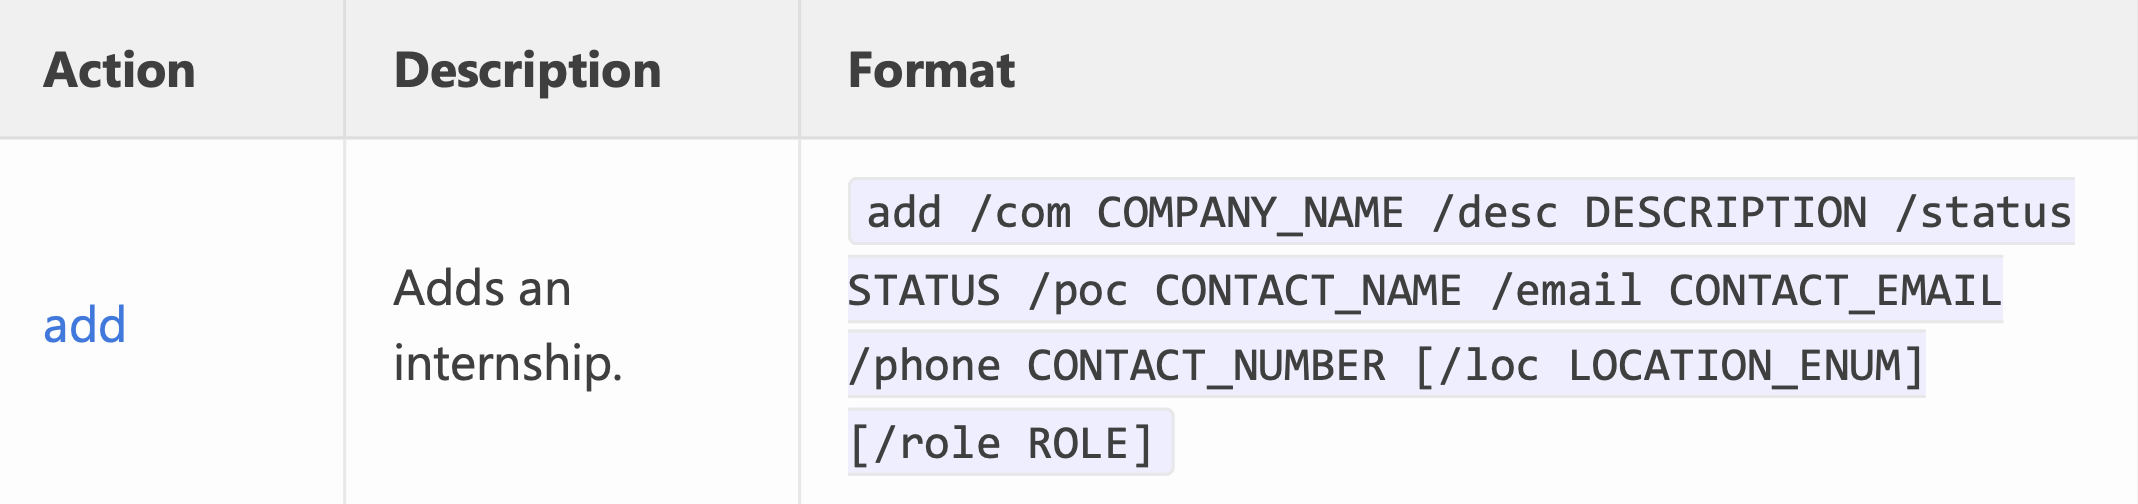 Action Description Format
add
Adds an
internship.
add /com COMPANY_NAME /desc DESCRIPTION /status
STATUS /poc CONTACT_NAME /email CONTACT_EMAIL
/phone CONTACT_NUMBER [/loc LOCATION_ENUM]
[/role ROLE]